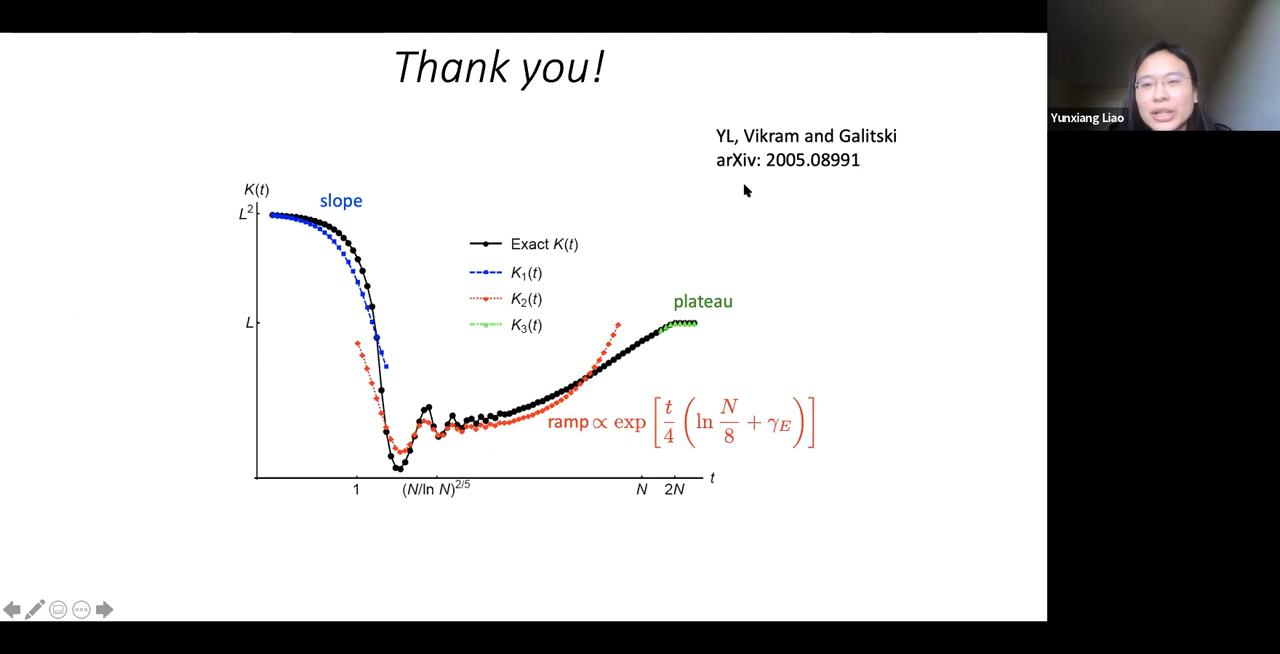 Thank you!
Yunxiang Liao
YL, Vikram and Galitski
arXiv: 2005.08991
K(t)
L²
slope
Exact K(t)
K₁(t)
K₂(t)
K₃(t)
plateau
L
ramp ∝ exp [t/4 (ln N/8 + γ_E)]
t
1 (N/ln N)^2/5 N 2N